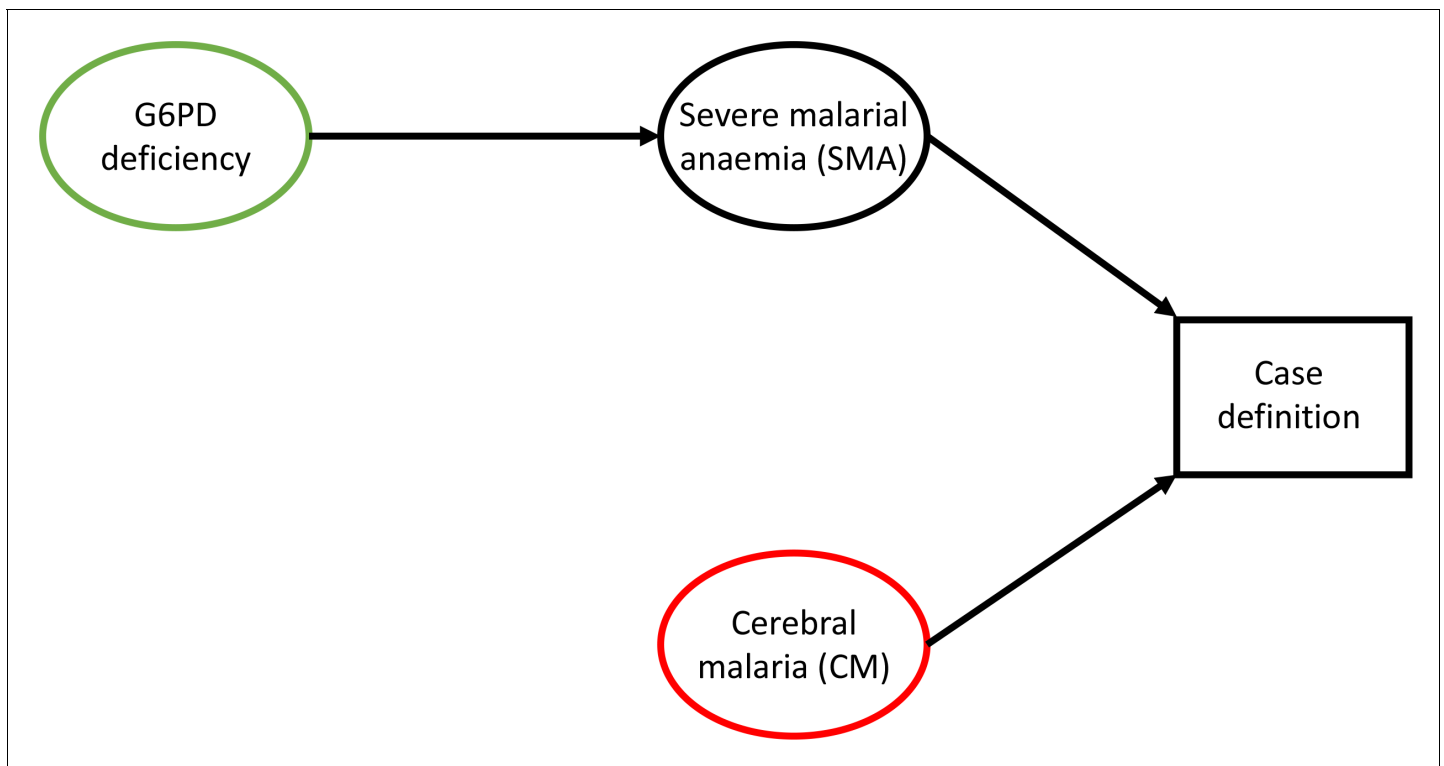 G6PD
deficiency
Severe malarial
anaemia (SMA)
Case
definition
Cerebral
malaria (CM)